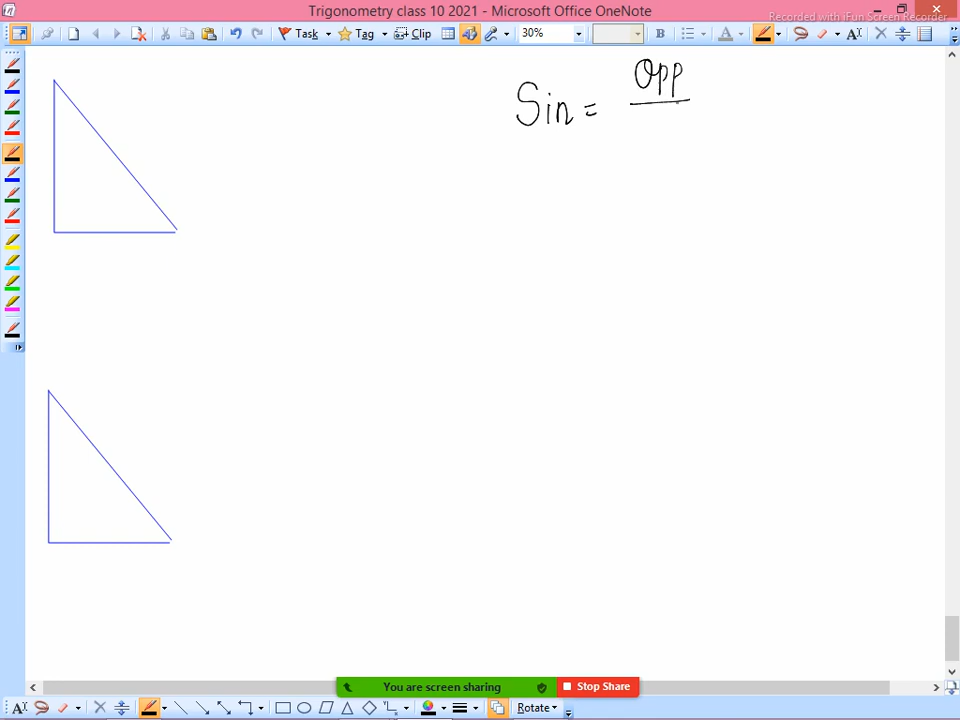 Trigonometry class 10 2021 - Microsoft Office OneNote
Recorded with iFun Screen Recorder
Task Tag Clip 30% B A
Opp
Sin =
You are screen sharing Stop Share
Rotate